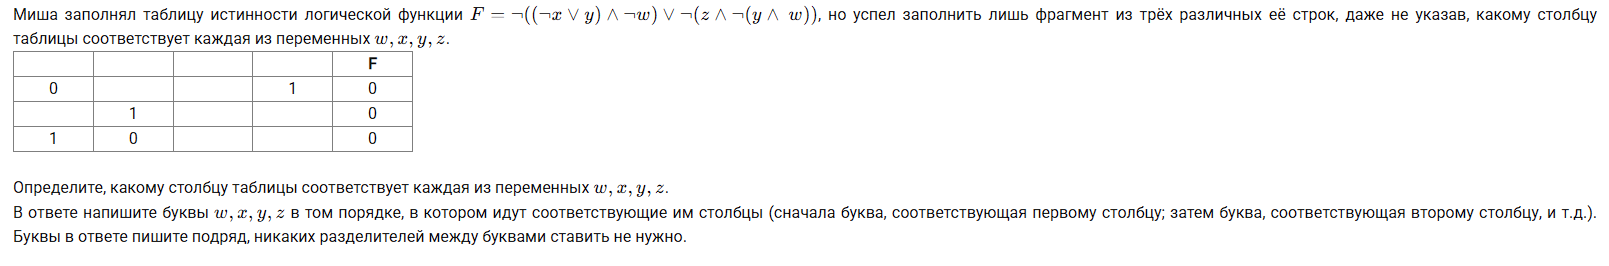 Миша заполнял таблицу истинности логической функции F = ¬((¬x ∨ y) ∧ ¬w) ∨ ¬(z ∧ ¬(y ∧ w)), но успел заполнить лишь фрагмент из трёх различных её строк, даже не указав, какому столбцу
таблицы соответствует каждая из переменных w, x, y, z.
F
0 1 0
1 0
1 0 0
Определите, какому столбцу таблицы соответствует каждая из переменных w, x, y, z.
В ответе напишите буквы w, x, y, z в том порядке, в котором идут соответствующие им столбцы (сначала буква, соответствующая первому столбцу; затем буква, соответствующая второму столбцу, и т.д.).
Буквы в ответе пишите подряд, никаких разделителей между буквами ставить не нужно.